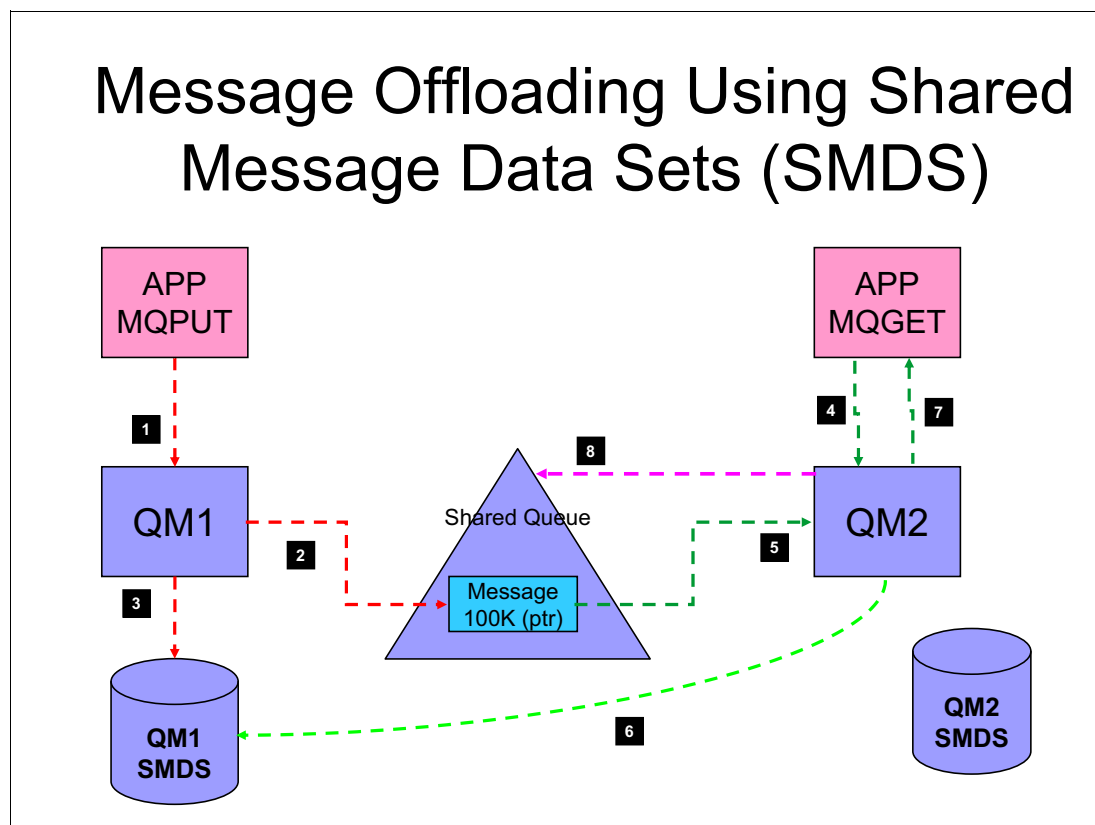 Message Offloading Using Shared
Message Data Sets (SMDS)
APP
MQPUT
APP
MQGET
1
4
7
8
QM1
Shared Queue
QM2
2
5
Message
100K (ptr)
3
QM1
SMDS
6
QM2
SMDS